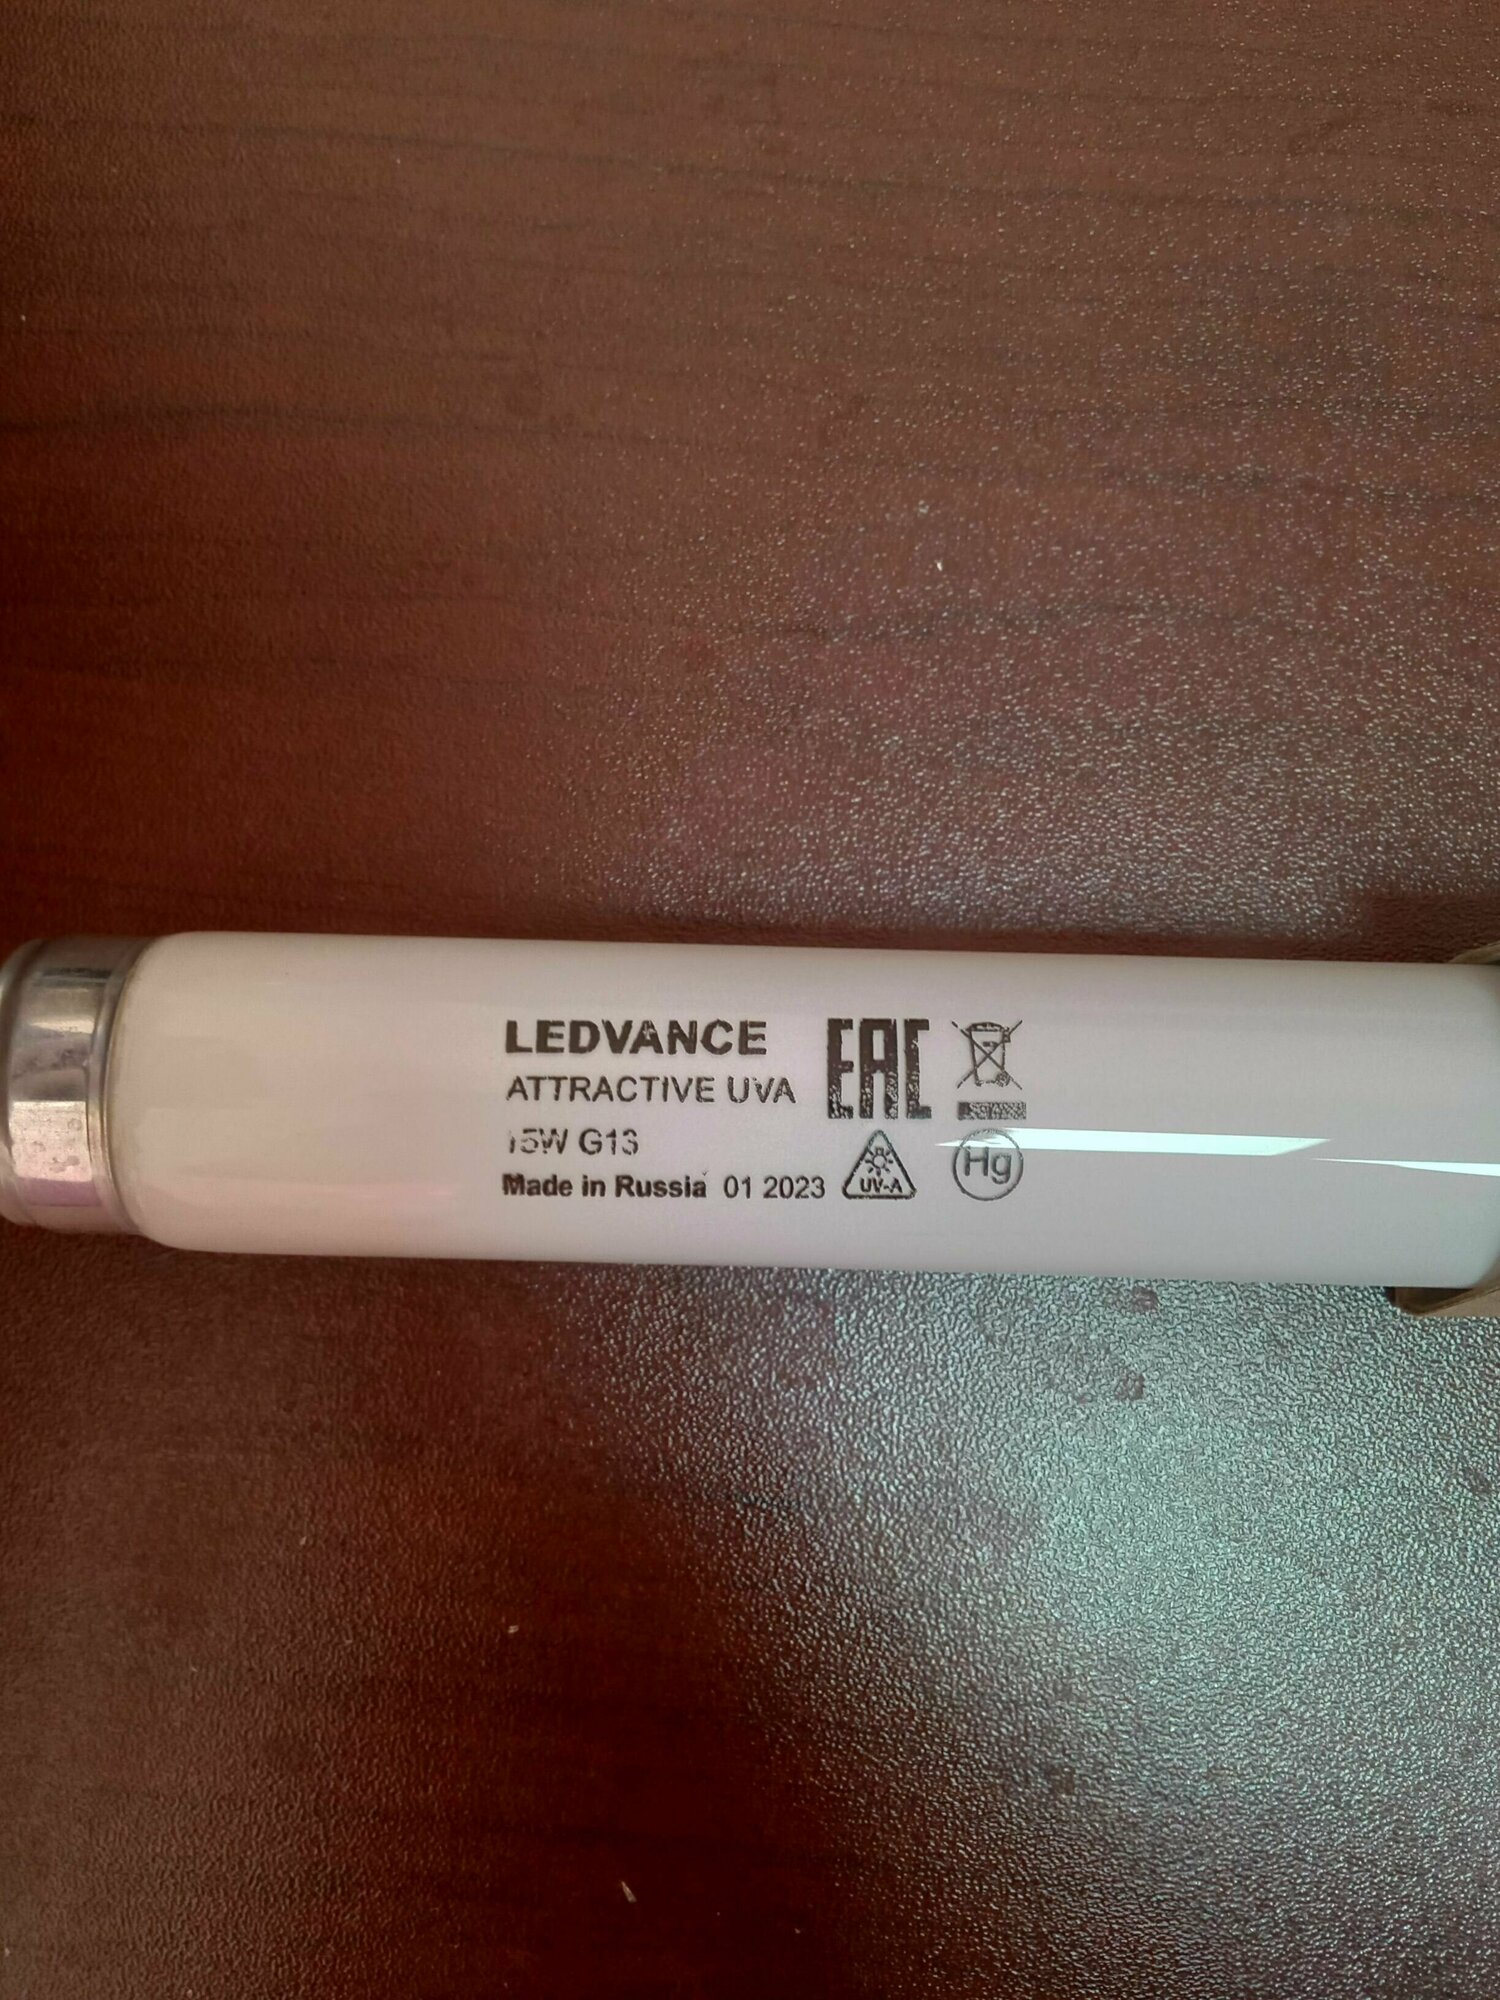 LEDVANCE
ATTRACTIVE UVA
15W G13
Made in Russia 01 2023
EAC
UV-A
Hg